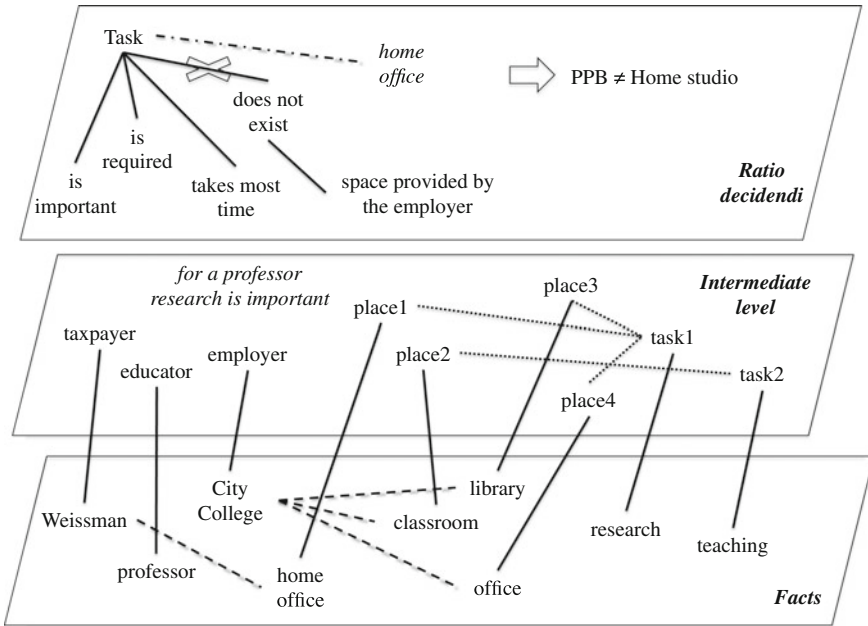 Task
home
office
PPB ≠ Home studio
does not
exist
is
required
is
important
takes most
time
space provided by
the employer
Ratio
decidendi
for a professor
research is important
place3
Intermediate
level
place1
taxpayer
employer
place2
task1
educator
task2
place4
City
College
library
Weissman
classroom
research
teaching
professor
home
office
office
Facts